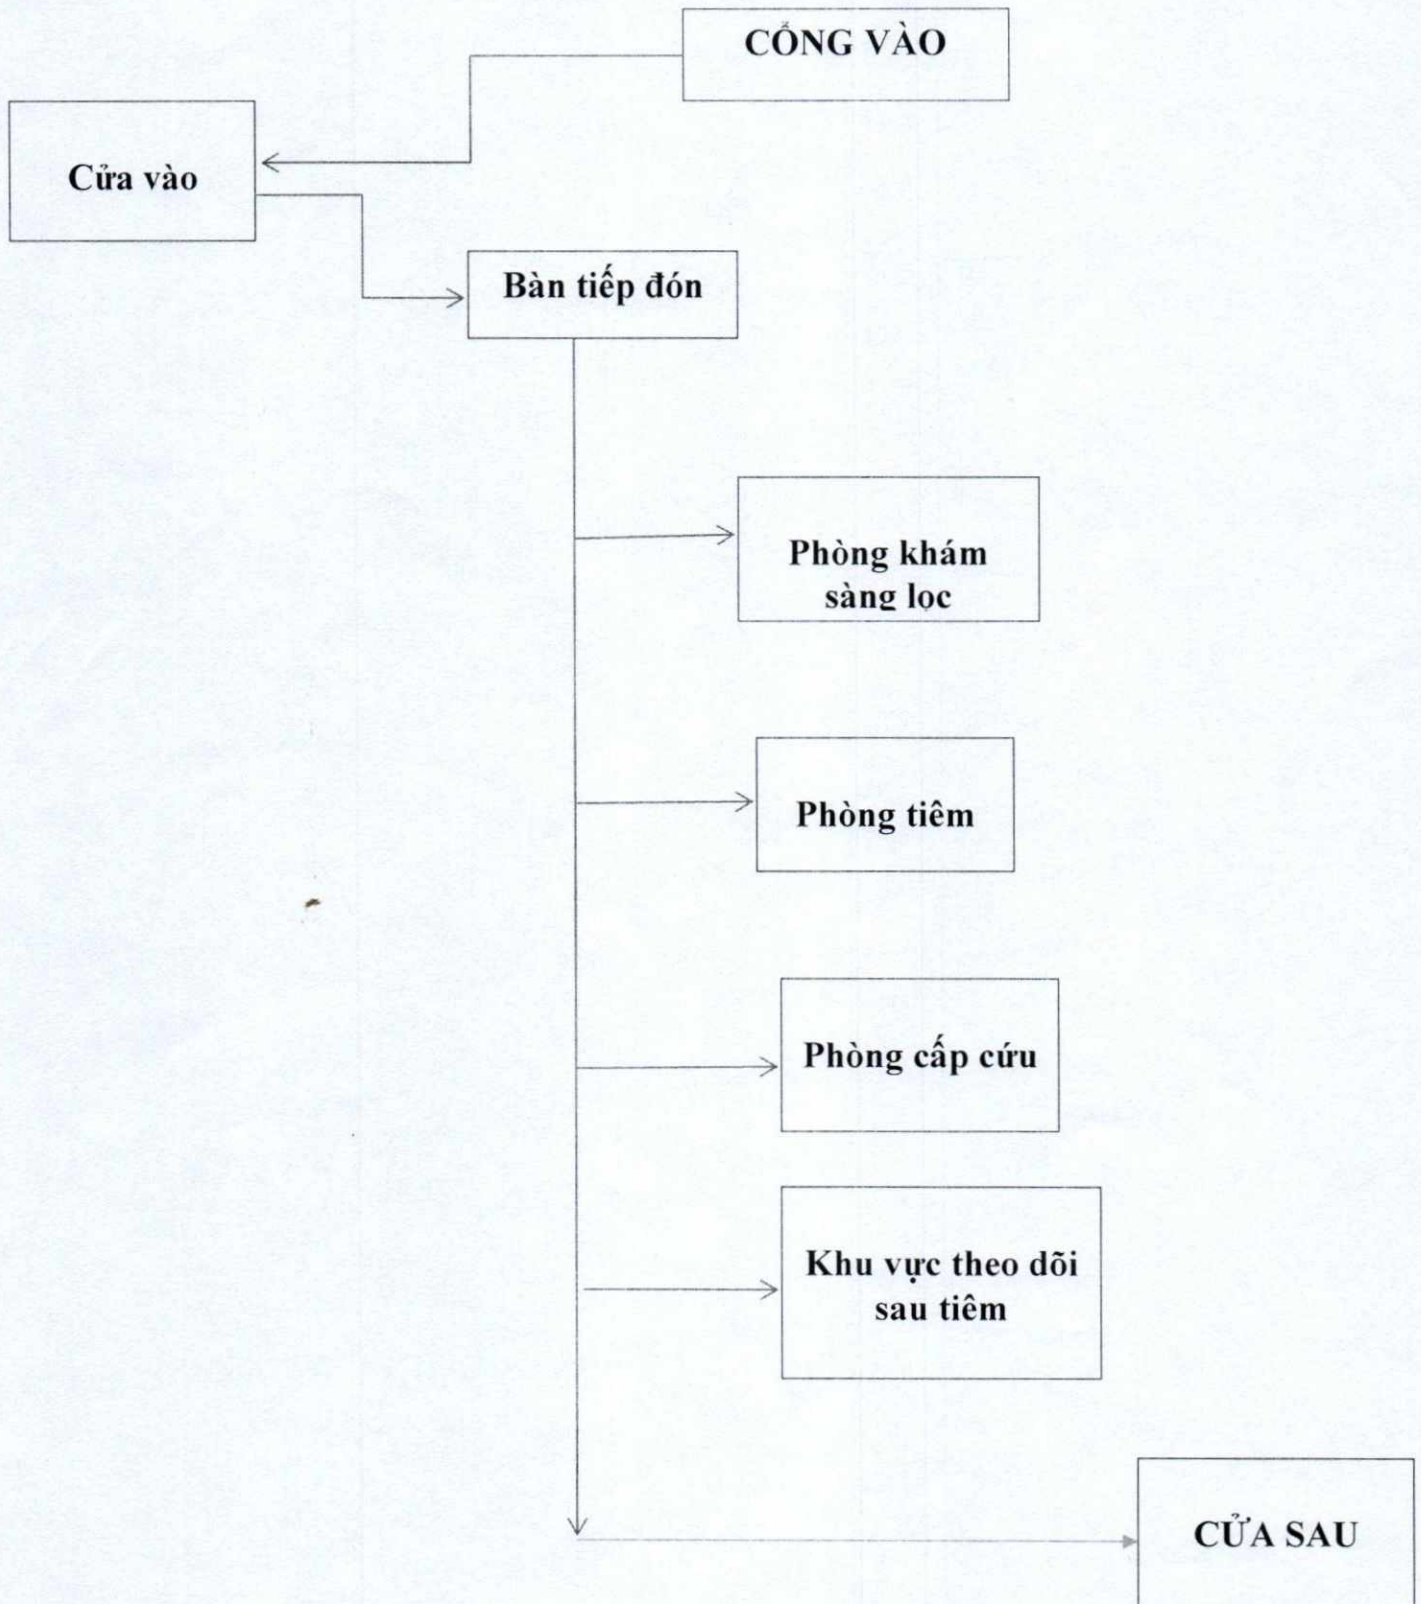 CỔNG VÀO
Cửa vào
Bàn tiếp đón
Phòng khám
sàng lọc
Phòng tiêm
Phòng cấp cứu
Khu vực theo dõi
sau tiêm
CỬA SAU